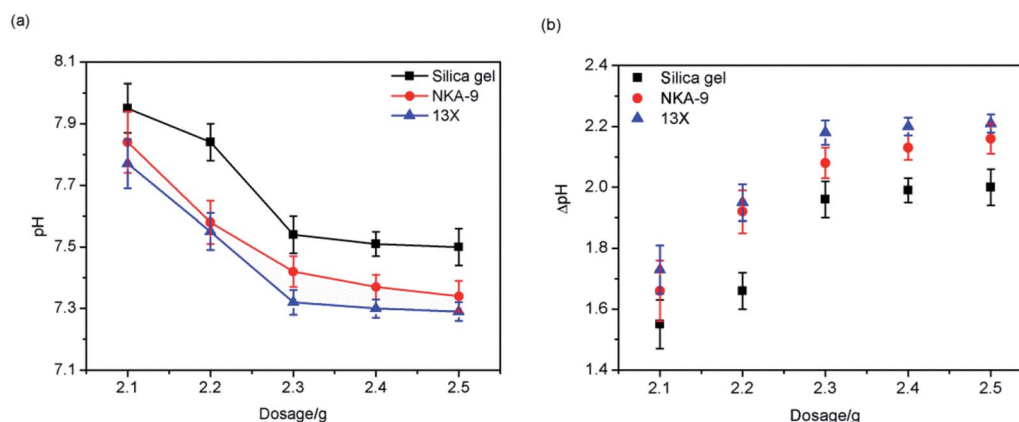 (a)
8.1
7.9
7.7
7.5
7.3
7.1
pH
Silica gel
NKA-9
13X
2.1 2.2 2.3 2.4 2.5
Dosage/g
(b)
2.4
2.2
2.0
1.8
1.6
1.4
ΔpH
Silica gel
NKA-9
13X
2.1 2.2 2.3 2.4 2.5
Dosage/g